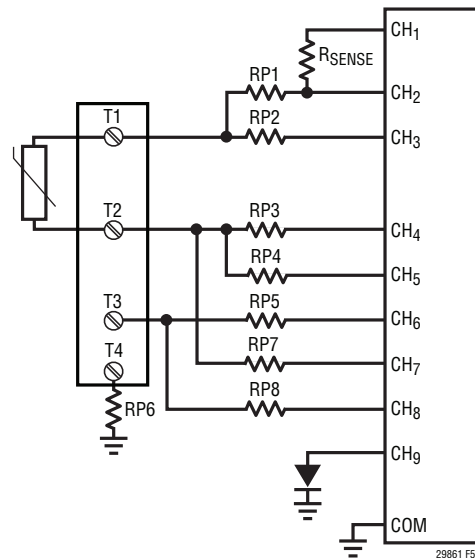 CH1
RSENSE
RP1
CH2
T1
RP2
CH3
T2
RP3
CH4
RP4
CH5
T3
RP5
CH6
T4
RP7
CH7
RP6
RP8
CH8
CH9
COM
29861 F5